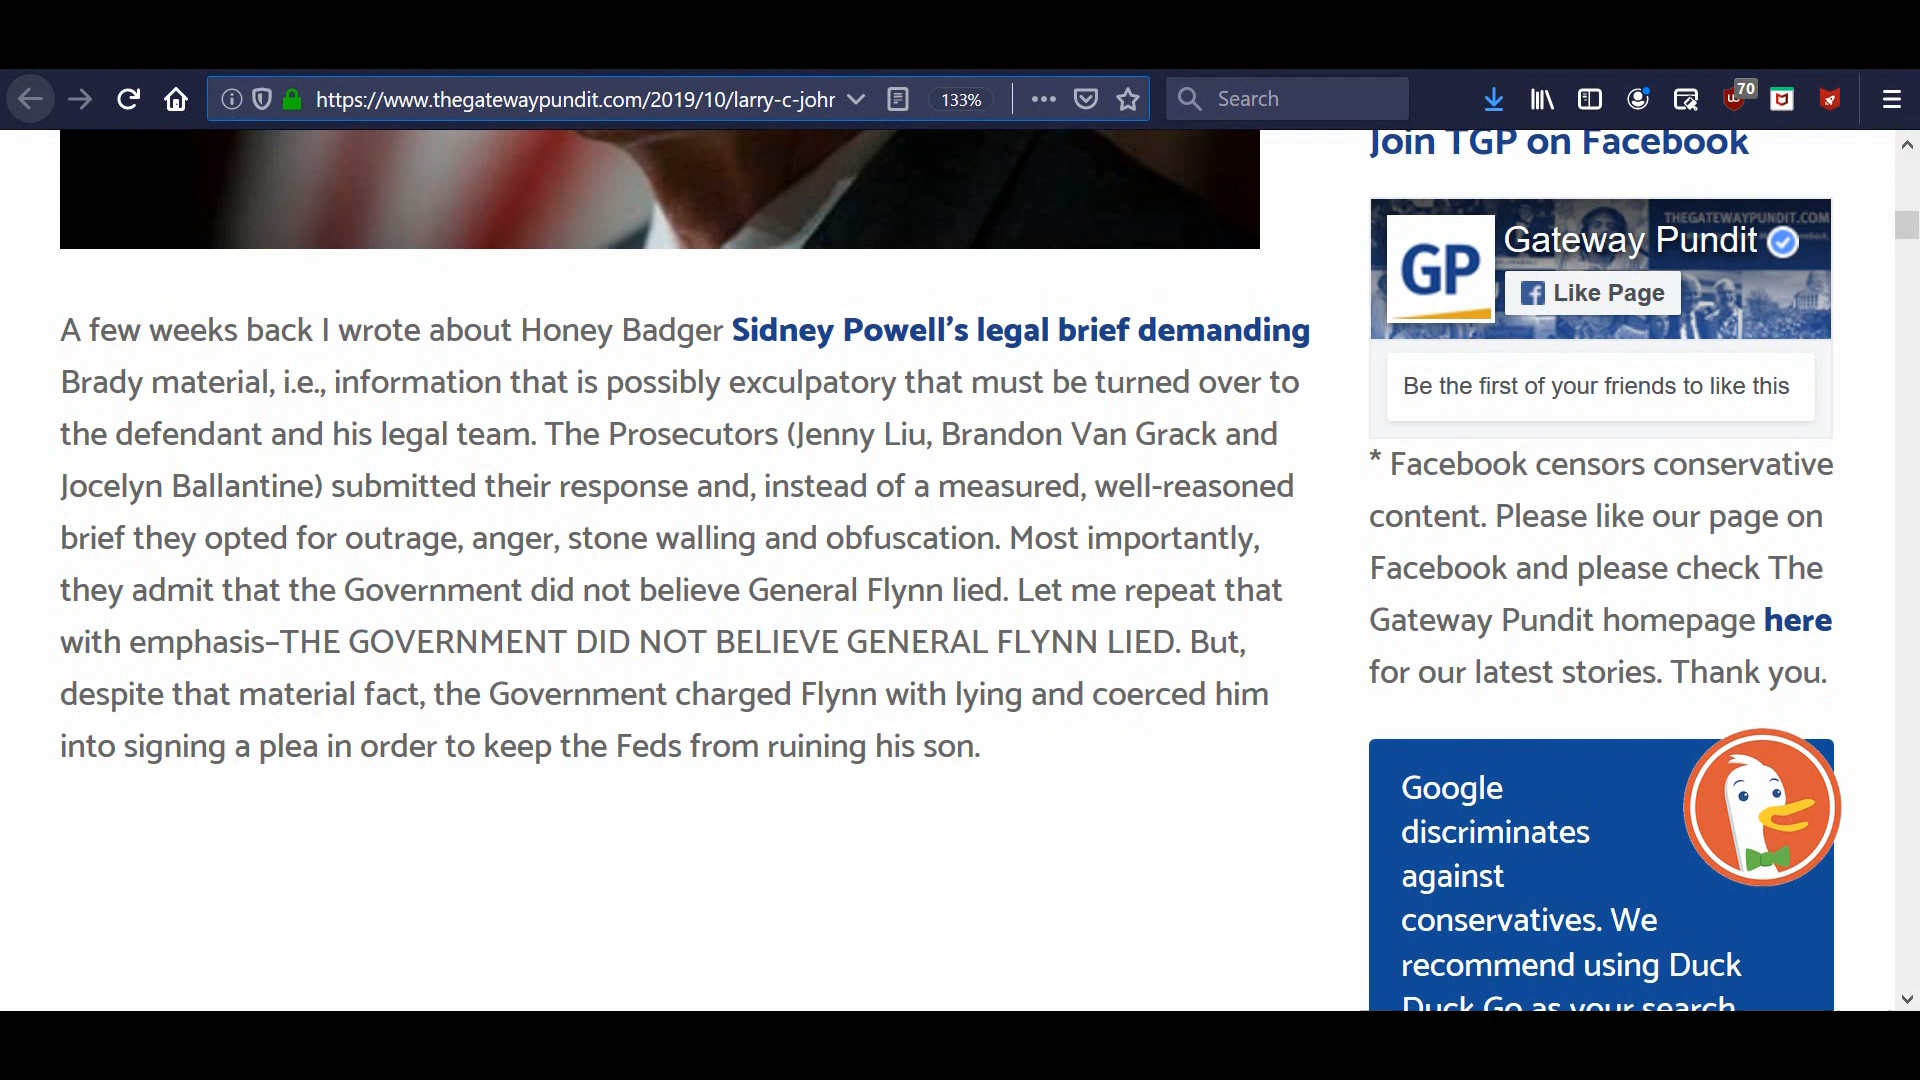 https://www.thegatewaypundit.com/2019/10/larry-c-johr
133%
Search
70
A few weeks back I wrote about Honey Badger Sidney Powell’s legal brief demanding
Brady material, i.e., information that is possibly exculpatory that must be turned over to
the defendant and his legal team. The Prosecutors (Jenny Liu, Brandon Van Grack and
Jocelyn Ballantine) submitted their response and, instead of a measured, well-reasoned
brief they opted for outrage, anger, stone walling and obfuscation. Most importantly,
they admit that the Government did not believe General Flynn lied. Let me repeat that
with emphasis–THE GOVERNMENT DID NOT BELIEVE GENERAL FLYNN LIED. But,
despite that material fact, the Government charged Flynn with lying and coerced him
into signing a plea in order to keep the Feds from ruining his son.
Join TGP on Facebook
THEGATEWAYPUNDIT.COM
GP
Gateway Pundit
Like Page
Be the first of your friends to like this
* Facebook censors conservative
content. Please like our page on
Facebook and please check The
Gateway Pundit homepage here
for our latest stories. Thank you.
Google
discriminates
against
conservatives. We
recommend using Duck
Duck Go as your search